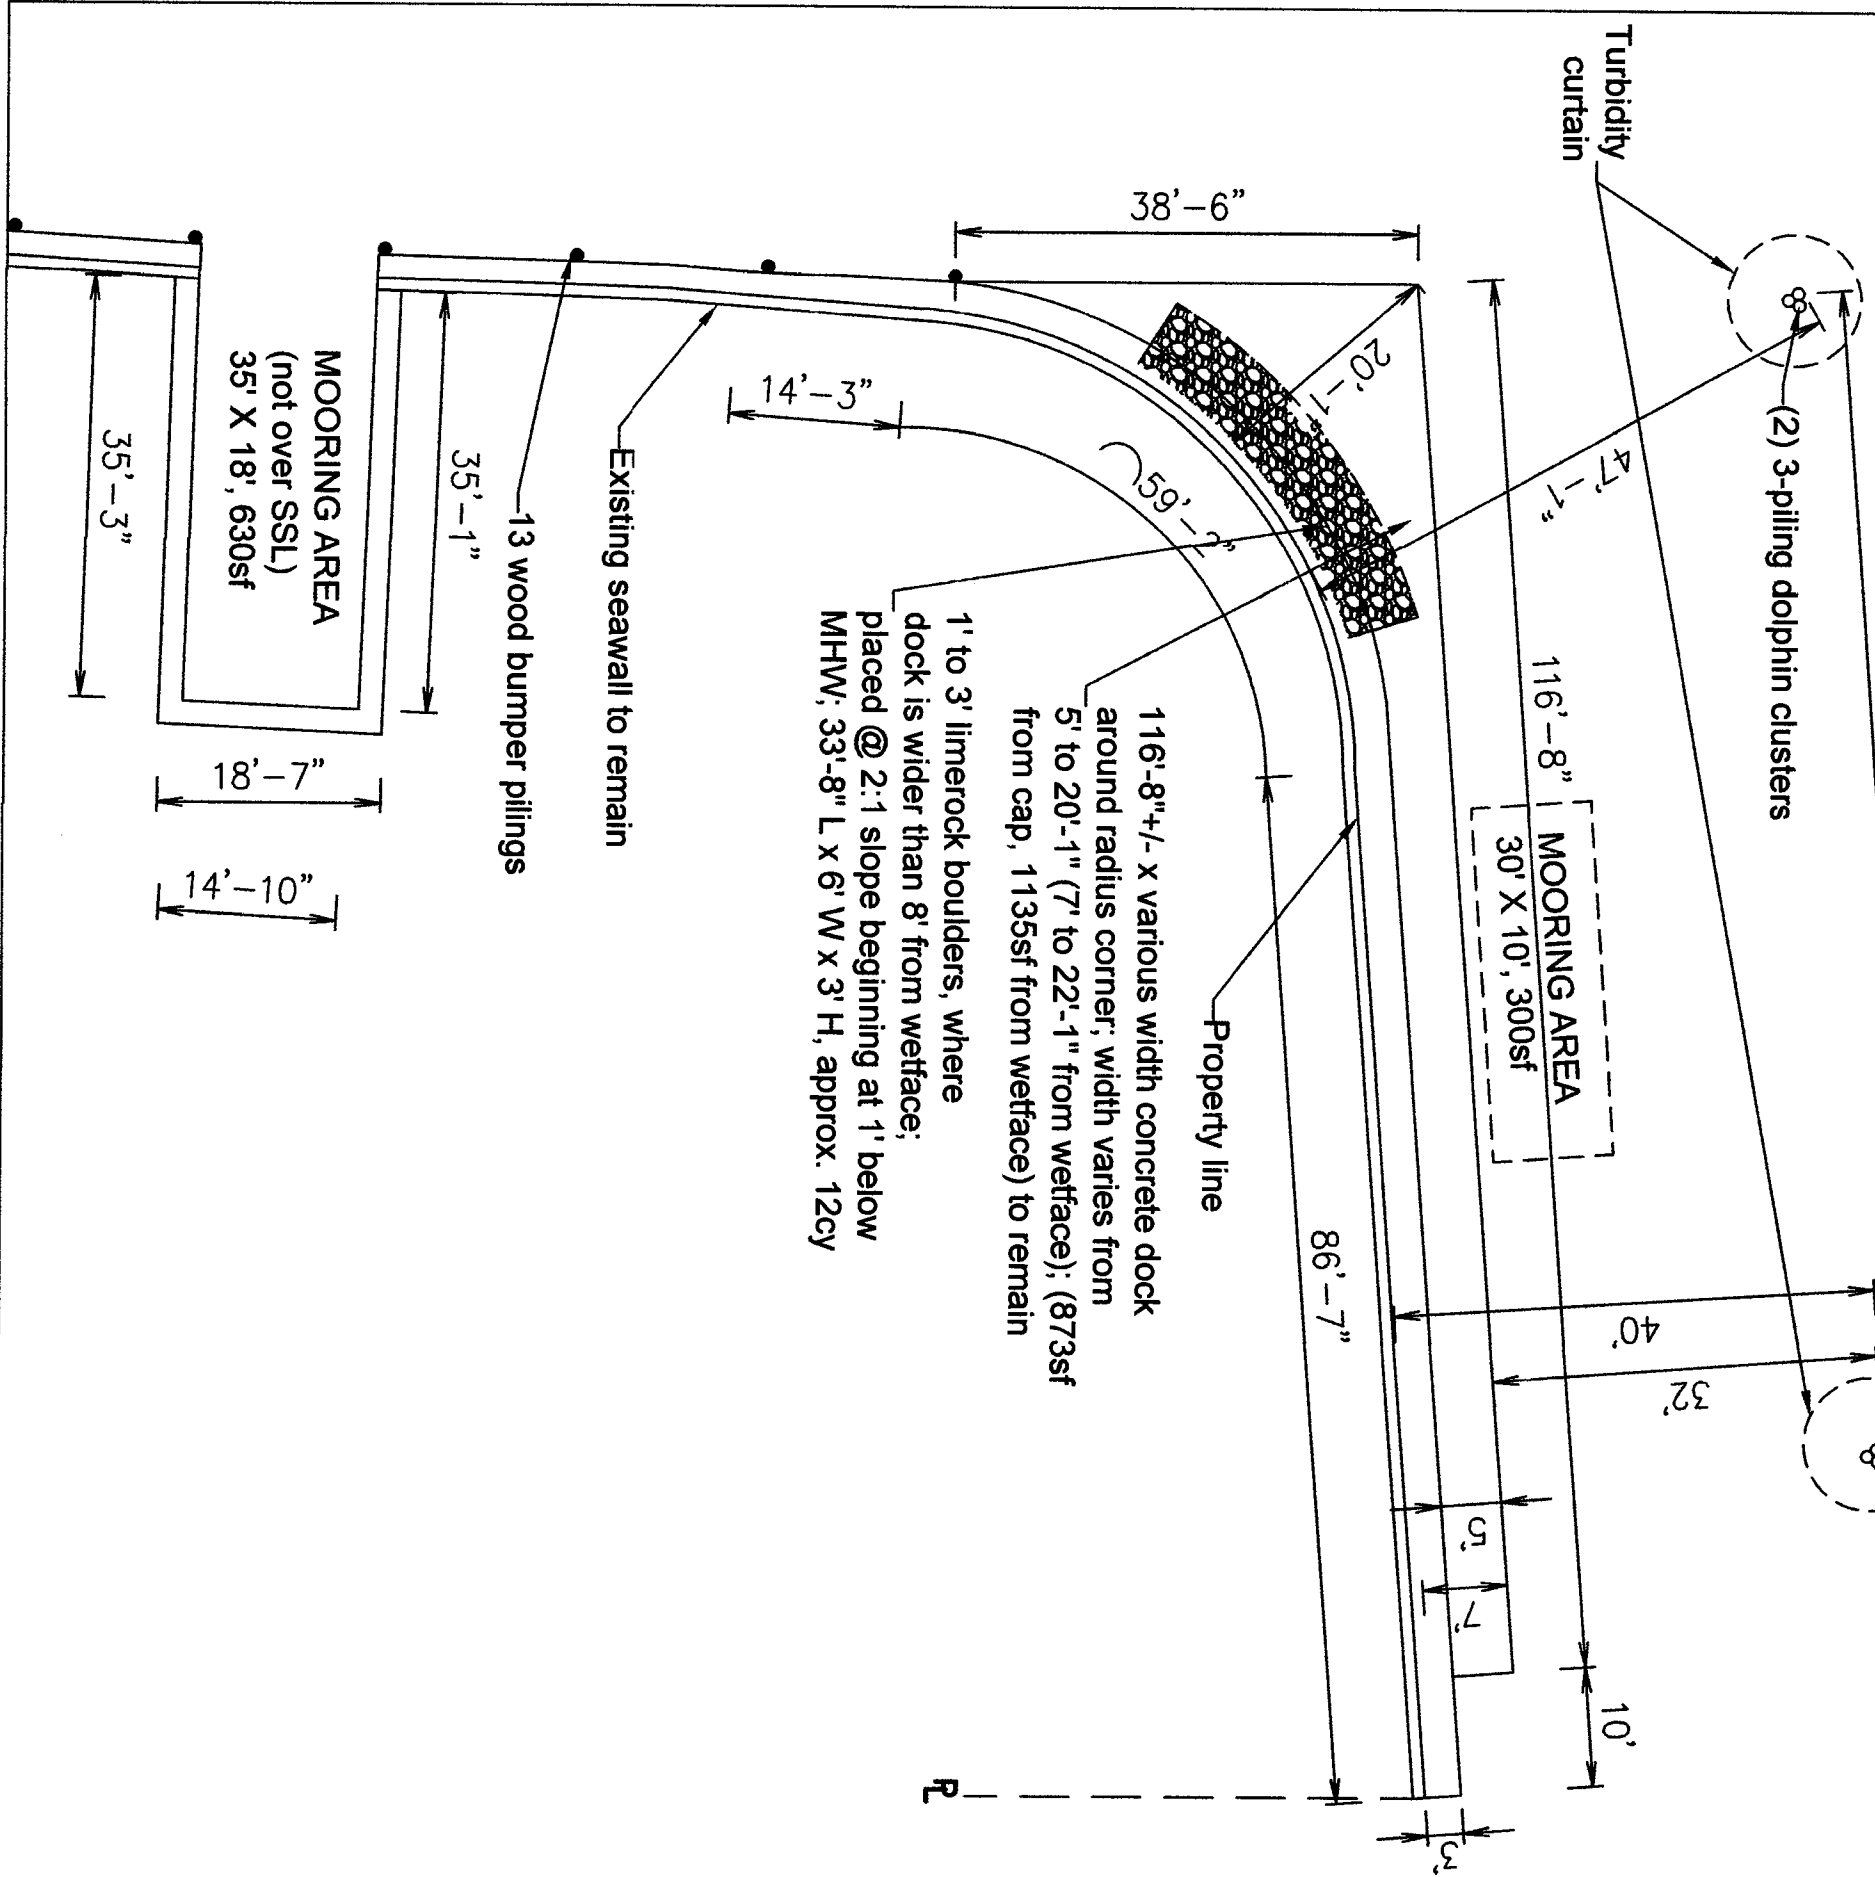 Turbidity
curtain
(2) 3-piling dolphin clusters
38'-6"
20'-1"
47'-1"
116'-8"
MOORING AREA
30' X 10', 300sf
40'
32'
5'
7'
10'
3'
86'-7"
59'-2"
14'-3"
Property line
116'-8"+/- x various width concrete dock
around radius corner; width varies from
5' to 20'-1" (7' to 22'-1" from wetface); (873sf
from cap, 1135sf from wetface) to remain
1' to 3' limerock boulders, where
dock is wider than 8' from wetface;
placed @ 2:1 slope beginning at 1' below
MHW; 33'-8" L x 6' W x 3' H, approx. 12cy
Existing seawall to remain
13 wood bumper pilings
35'-1"
MOORING AREA
(not over SSL)
35' X 18', 630sf
35'-3"
18'-7"
14'-10"
PL